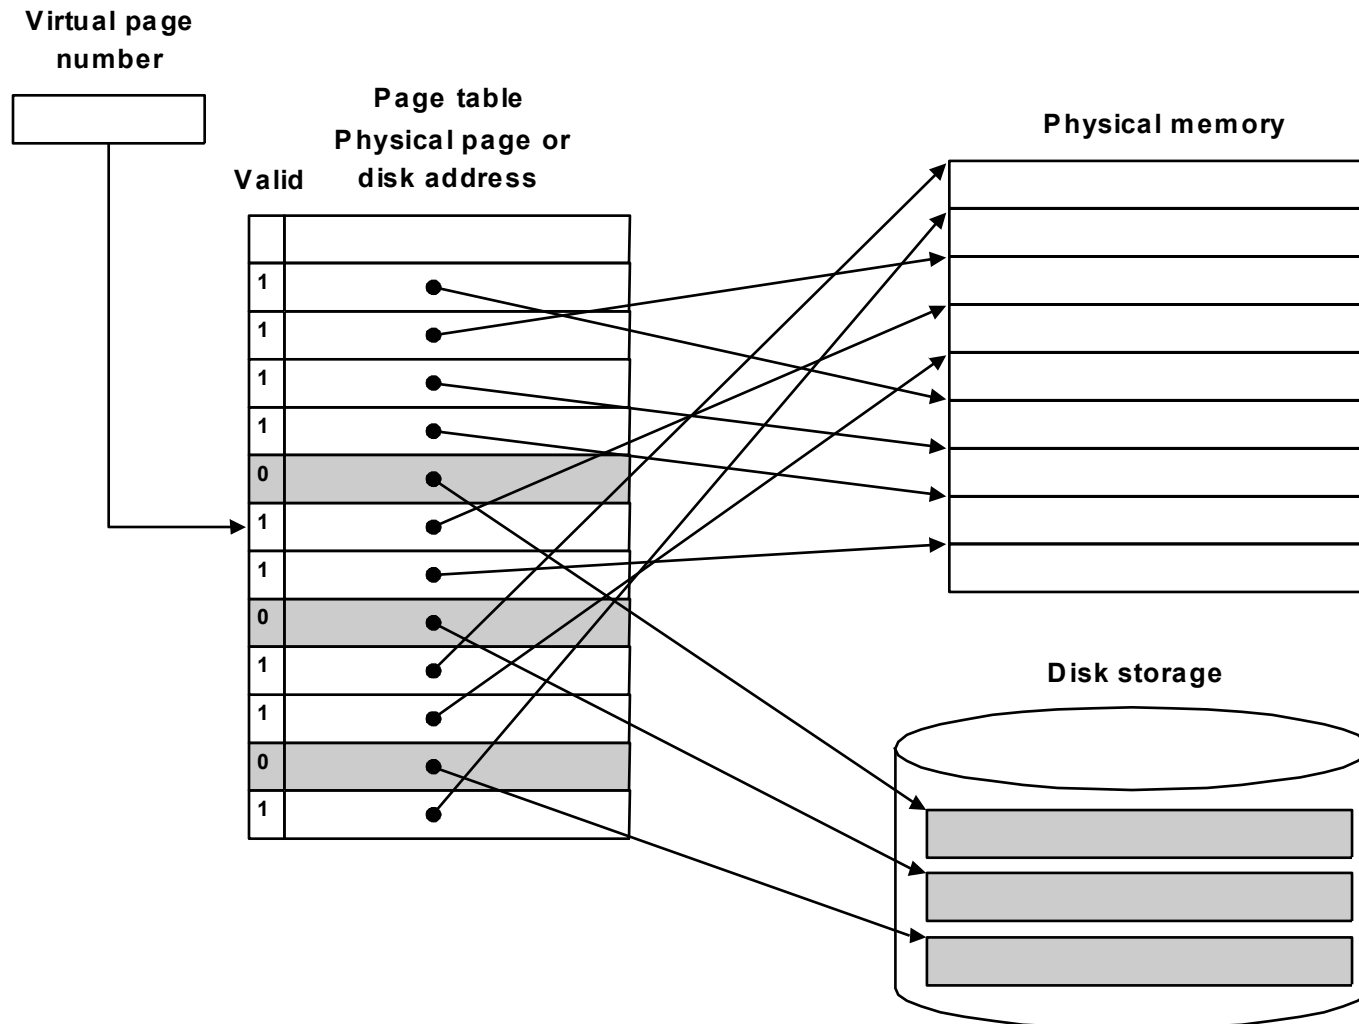 Virtual page
number
Page table
Physical page or
disk address
Valid
Physical memory
1
1
1
1
0
1
1
0
1
1
0
1
Disk storage